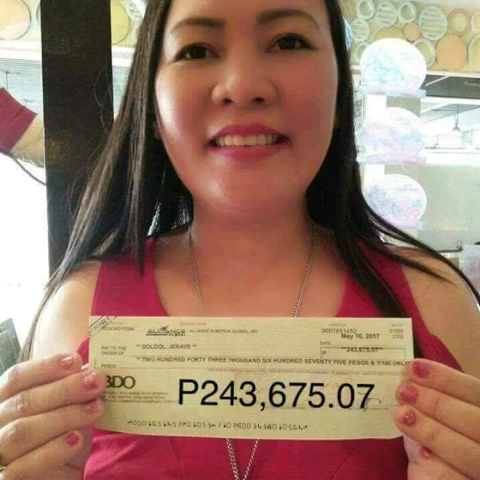 ALLIANCE
ALLIANCE IN MOTION GLOBAL, INC
0001651452
May 10, 2017
PAY TO THE
ORDER OF
** DOLDOL, JERAVE **
**243,675.07
PESOS
** TWO HUNDRED FORTY THREE THOUSAND SIX HUNDRED SEVENTY FIVE PESOS & 7/100 ONLY
BDO
P243,675.07